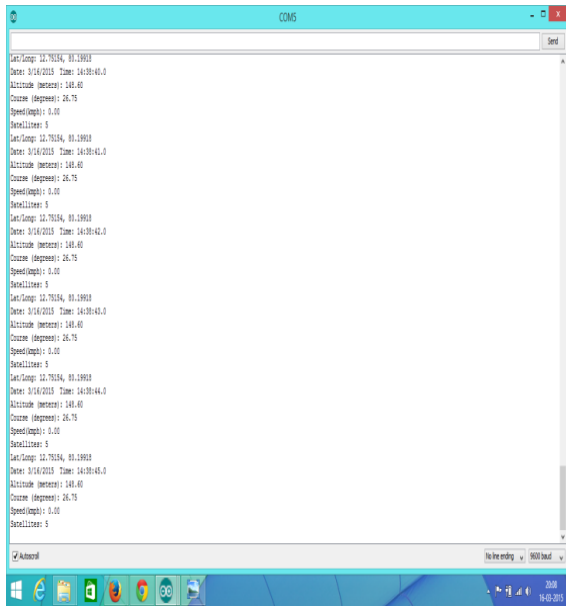 COM5
Send
Lat/Long: 12.75154, 80.19918
Date: 3/16/2015 Time: 14:38:40.0
Altitude (meters): 148.60
Course (degrees): 26.75
Speed(kmph): 0.00
Satellites: 5
Lat/Long: 12.75154, 80.19918
Date: 3/16/2015 Time: 14:38:41.0
Altitude (meters): 148.60
Course (degrees): 26.75
Speed(kmph): 0.00
Satellites: 5
Lat/Long: 12.75154, 80.19918
Date: 3/16/2015 Time: 14:38:42.0
Altitude (meters): 148.60
Course (degrees): 26.75
Speed(kmph): 0.00
Satellites: 5
Lat/Long: 12.75154, 80.19918
Date: 3/16/2015 Time: 14:38:43.0
Altitude (meters): 148.60
Course (degrees): 26.75
Speed(kmph): 0.00
Satellites: 5
Lat/Long: 12.75154, 80.19918
Date: 3/16/2015 Time: 14:38:44.0
Altitude (meters): 148.60
Course (degrees): 26.75
Speed(kmph): 0.00
Satellites: 5
Lat/Long: 12.75154, 80.19918
Date: 3/16/2015 Time: 14:38:45.0
Altitude (meters): 148.60
Course (degrees): 26.75
Speed(kmph): 0.00
Satellites: 5
Autoscroll
No line ending
9600 baud
20:08
16-03-2015